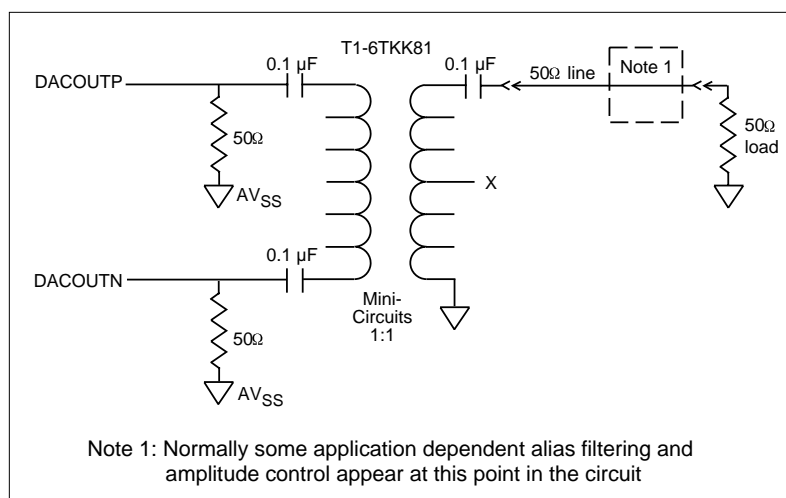 T1-6TKK81
0.1 µF
0.1 µF
DACOUTP
50Ω line
Note 1
50Ω
50Ω
load
AVSS
X
0.1 µF
DACOUTN
Mini-
Circuits
1:1
50Ω
AVSS
Note 1: Normally some application dependent alias filtering and
amplitude control appear at this point in the circuit